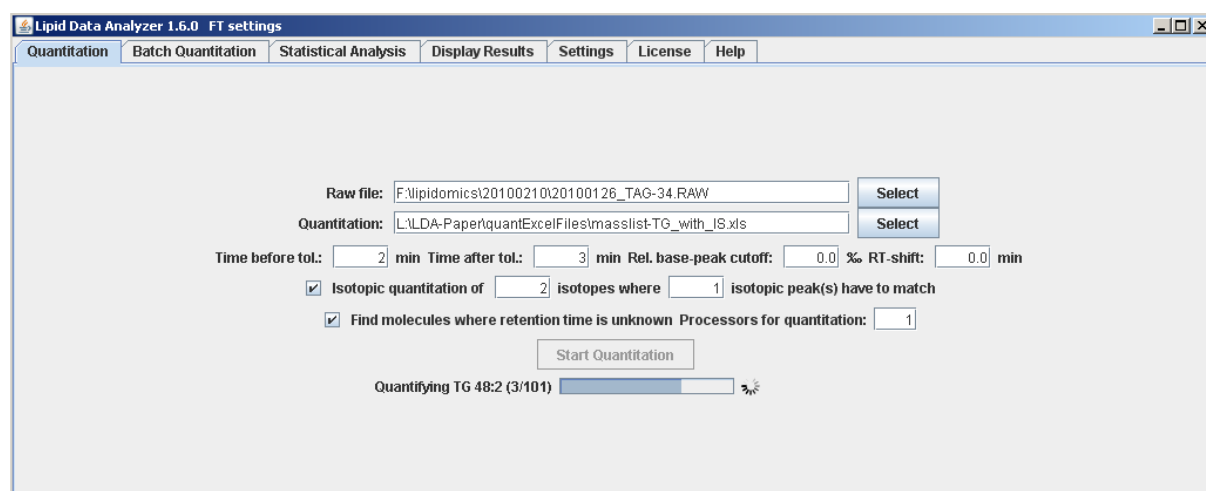 Lipid Data Analyzer 1.6.0 FT settings
Quantitation Batch Quantitation Statistical Analysis Display Results Settings License Help
Raw file: F:\lipidomics\20100210\20100126_TAG-34.RAW Select
Quantitation: L:\LDA-Paper\quantExcelFiles\masslist-TG_with_IS.xls Select
Time before tol.: 2 min Time after tol.: 3 min Rel. base-peak cutoff: 0.0 ‰ RT-shift: 0.0 min
Isotopic quantitation of 2 isotopes where 1 isotopic peak(s) have to match
Find molecules where retention time is unknown Processors for quantitation: 1
Start Quantitation
Quantifying TG 48:2 (3/101)